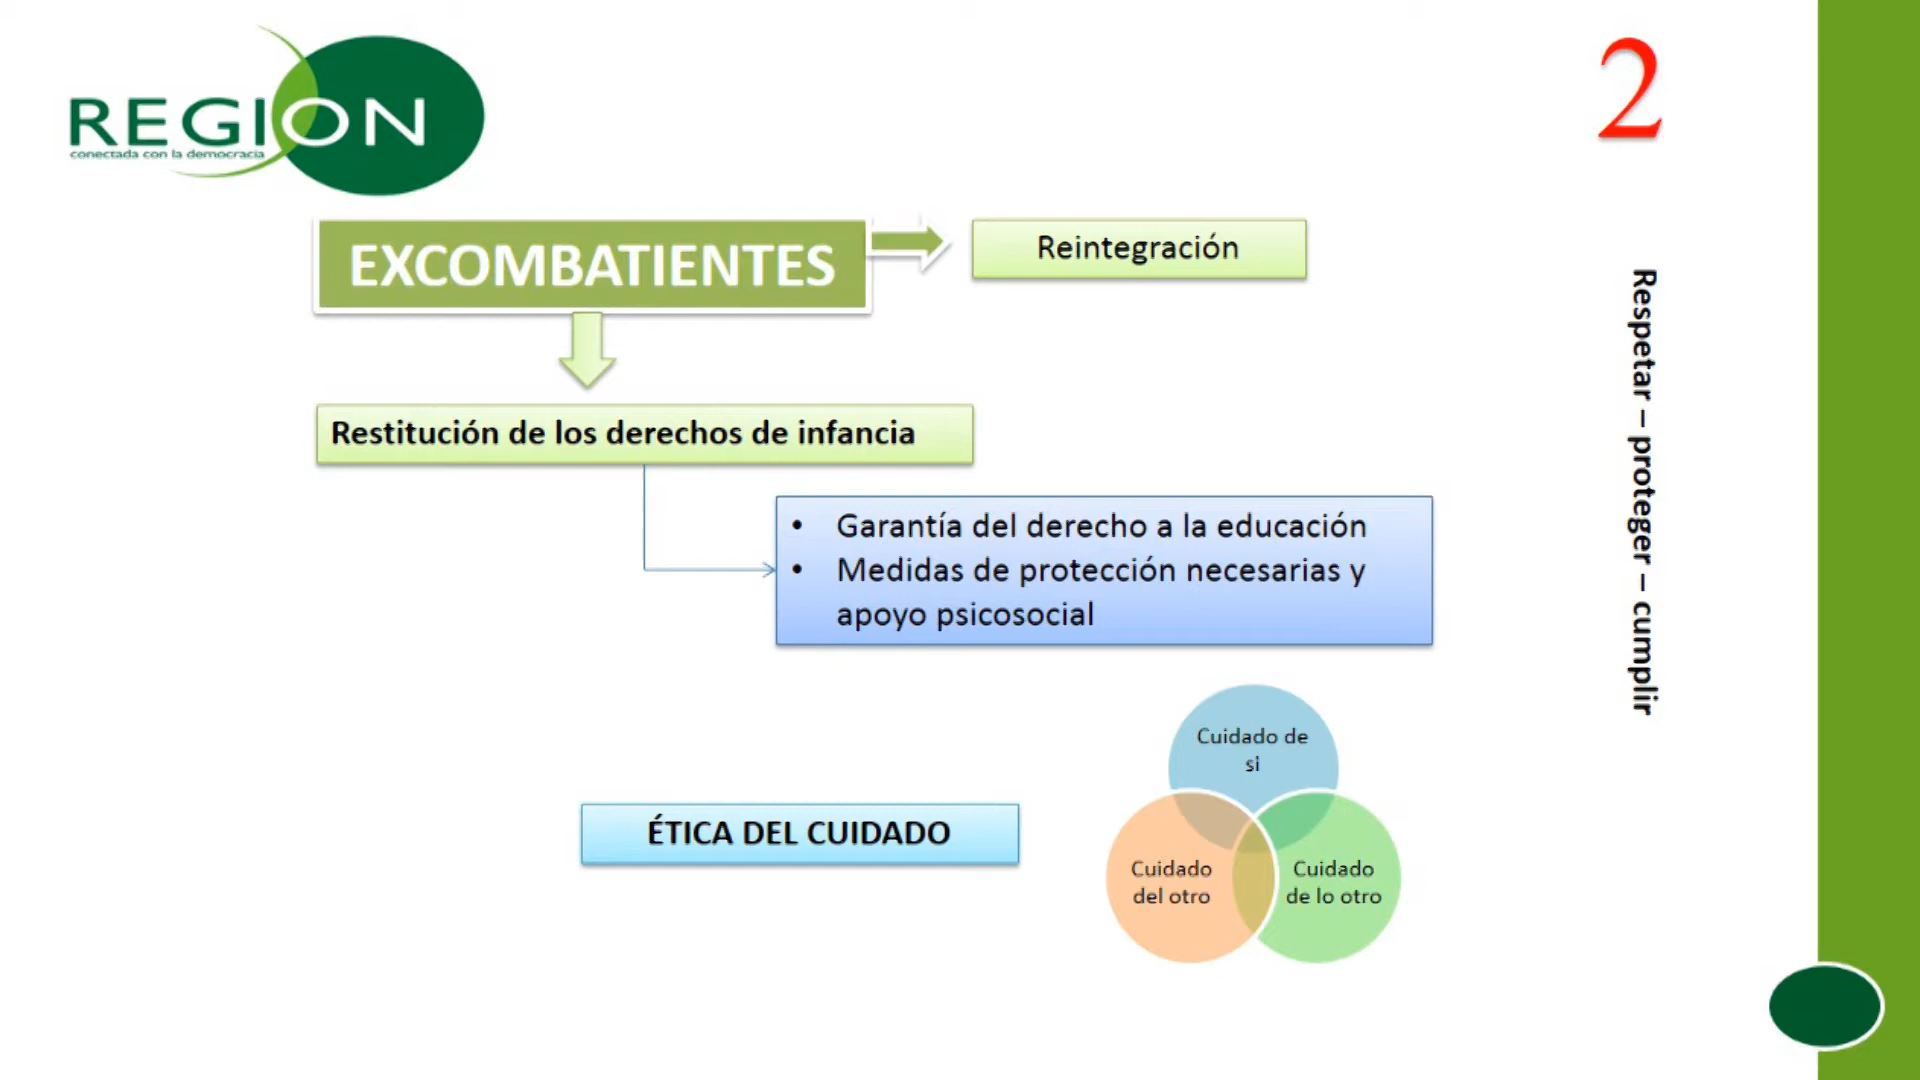 REGION
conectada con la democracia
2
EXCOMBATIENTES
Reintegración
Restitución de los derechos de infancia
• Garantía del derecho a la educación
• Medidas de protección necesarias y
apoyo psicosocial
Respetar – proteger – cumplir
ÉTICA DEL CUIDADO
Cuidado de
si
Cuidado
del otro
Cuidado
de lo otro